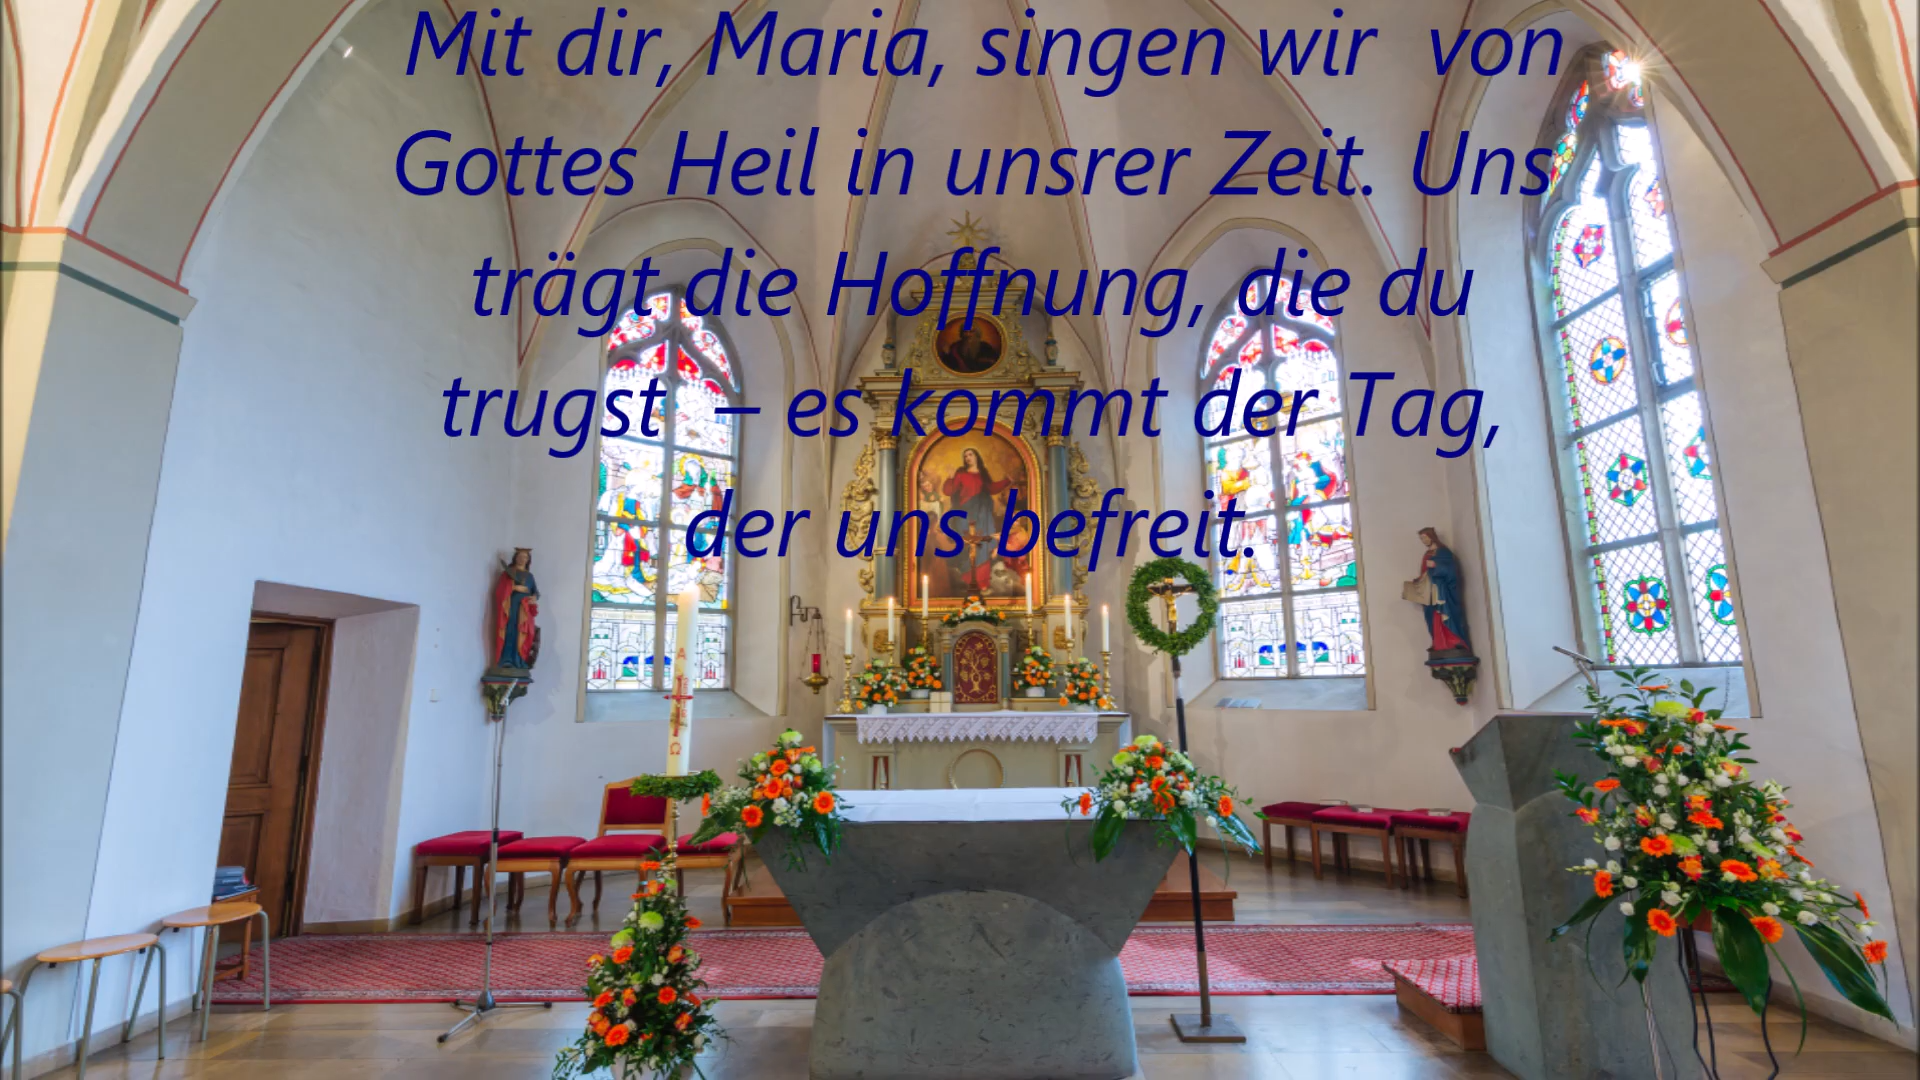 Mit dir, Maria, singen wir von
Gottes Heil in unsrer Zeit. Uns
trägt die Hoffnung, die du
trugst – es kommt der Tag,
der uns befreit.
Α
Ω